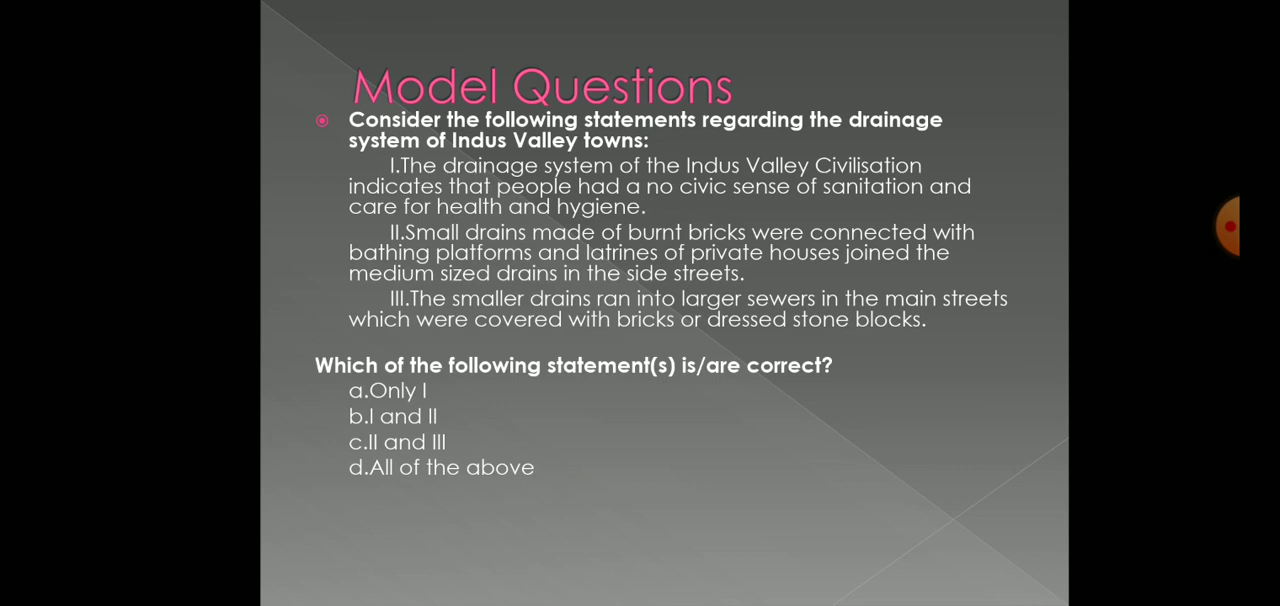 Model Questions
Consider the following statements regarding the drainage
system of Indus Valley towns:
I.The drainage system of the Indus Valley Civilisation
indicates that people had a no civic sense of sanitation and
care for health and hygiene.
II.Small drains made of burnt bricks were connected with
bathing platforms and latrines of private houses joined the
medium sized drains in the side streets.
III.The smaller drains ran into larger sewers in the main streets
which were covered with bricks or dressed stone blocks.
Which of the following statement(s) is/are correct?
a.Only I
b.I and II
c.II and III
d.All of the above